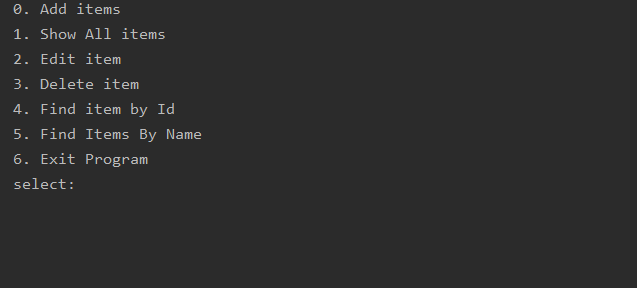 0. Add items
1. Show All items
2. Edit item
3. Delete item
4. Find item by Id
5. Find Items By Name
6. Exit Program
select: